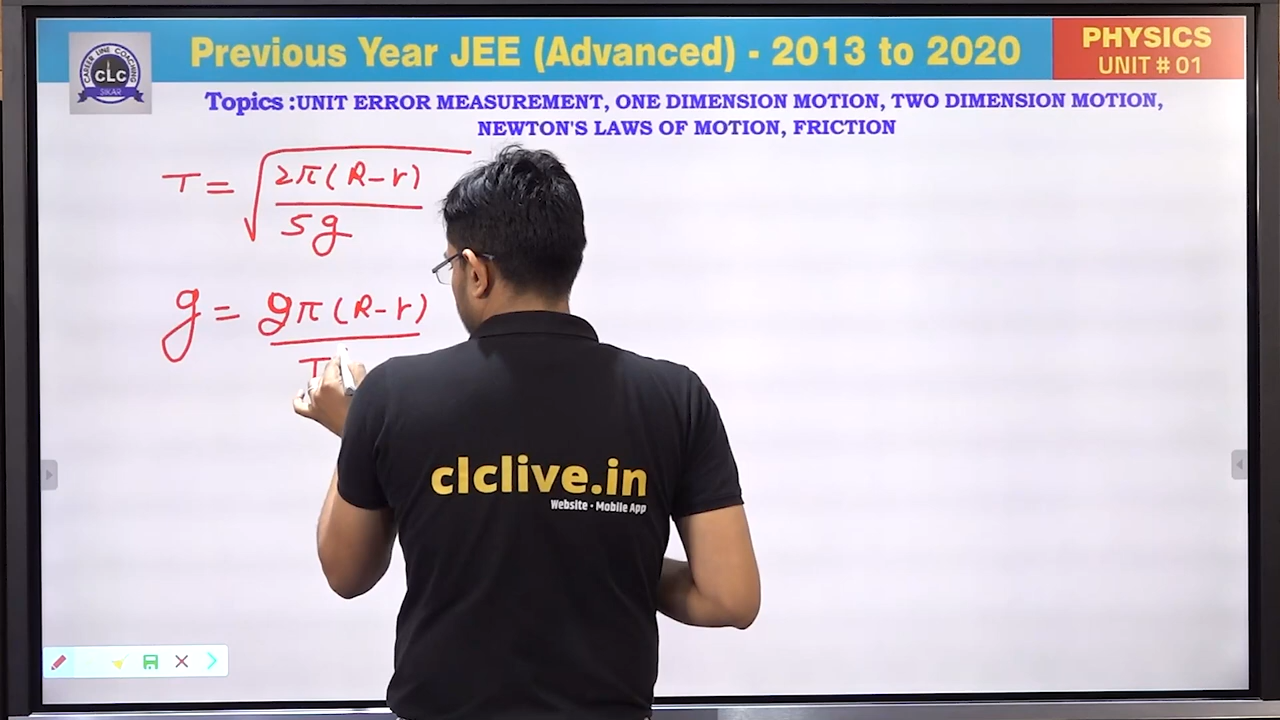 Previous Year JEE (Advanced) - 2013 to 2020
PHYSICS
UNIT # 01
CAREER LINE COACHING
CLC
SIKAR
Topics : UNIT ERROR MEASUREMENT, ONE DIMENSION MOTION, TWO DIMENSION MOTION,
NEWTON'S LAWS OF MOTION, FRICTION
T = √(2π(R-r)/5g)
g = 2π(R-r)/T
clclive.in
Website • Mobile App